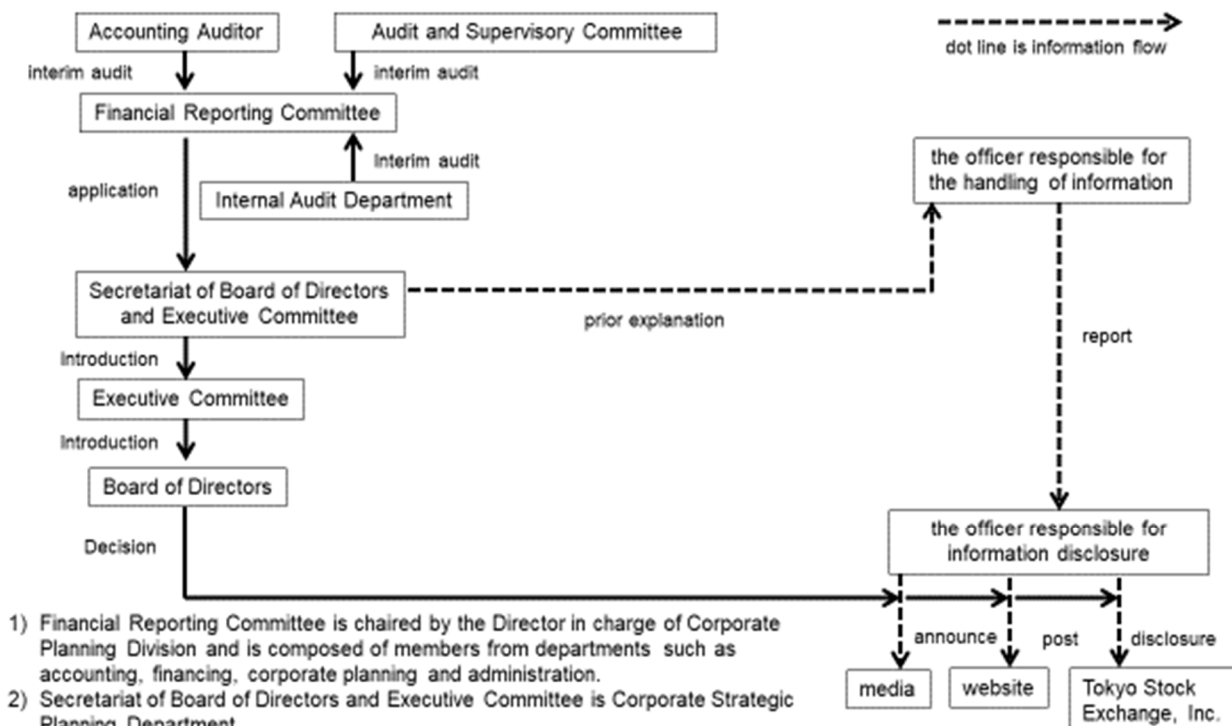 Accounting Auditor
Audit and Supervisory Committee
dot line is information flow
interim audit
interim audit
Financial Reporting Committee
Interim audit
application
Internal Audit Department
the officer responsible for
the handling of information
Secretariat of Board of Directors
and Executive Committee
prior explanation
report
Introduction
Executive Committee
Introduction
Board of Directors
Decision
the officer responsible for
information disclosure
announce
post
disclosure
media
website
Tokyo Stock
Exchange, Inc.
1) Financial Reporting Committee is chaired by the Director in charge of Corporate
Planning Division and is composed of members from departments such as
accounting, financing, corporate planning and administration.
2) Secretariat of Board of Directors and Executive Committee is Corporate Strategic
Planning Department